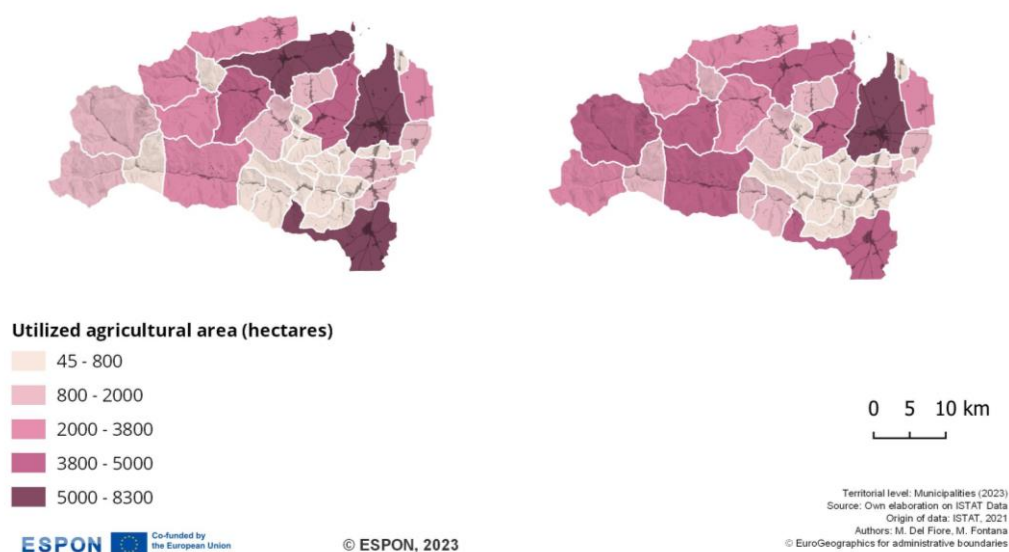 Utilized agricultural area (hectares)
45 - 800
800 - 2000
2000 - 3800
3800 - 5000
5000 - 8300
0 5 10 km
Territorial level: Municipalities (2023)
Source: Own elaboration on ISTAT Data
Origin of data: ISTAT, 2021
Authors: M. Del Fiore, M. Fontana
© EuroGeographics for administrative boundaries
ESPON
Co-funded by
the European Union
© ESPON, 2023